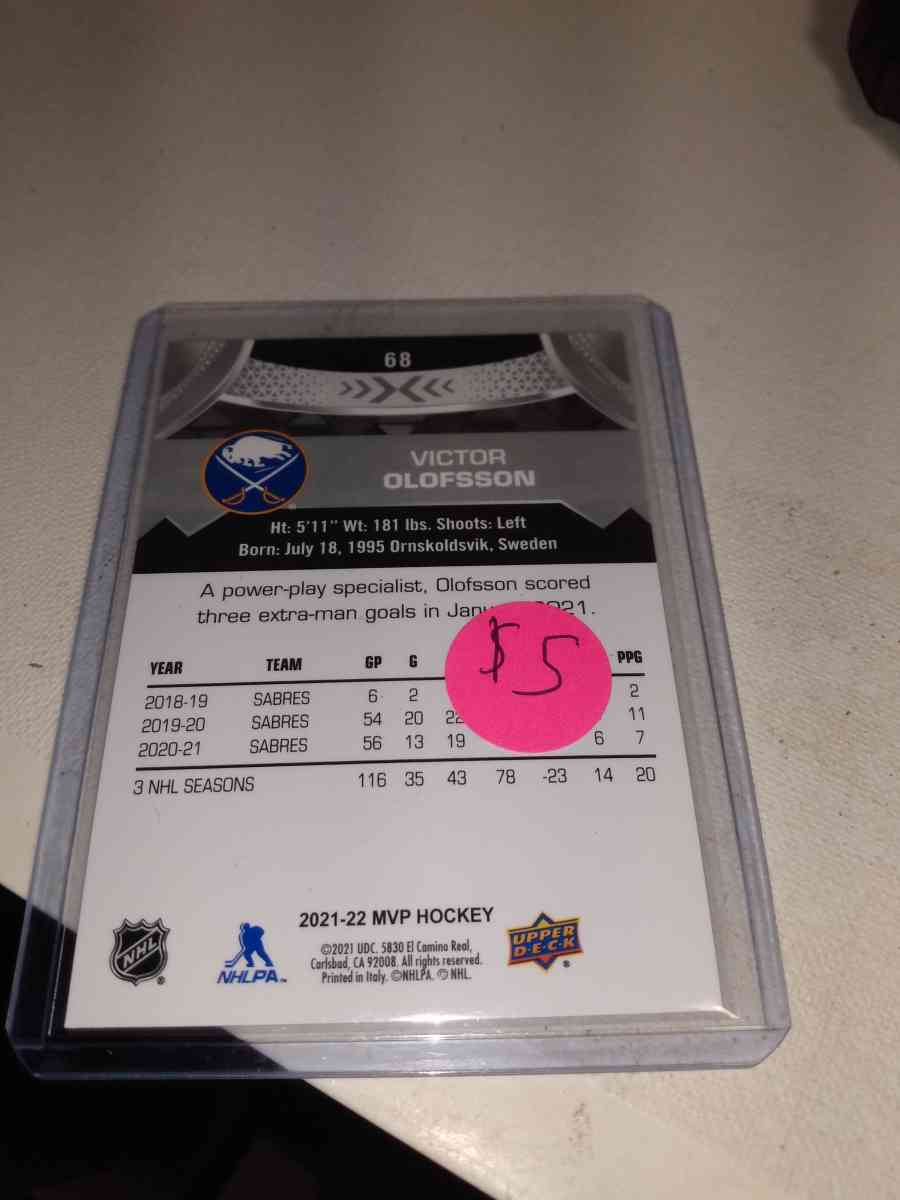 68
VICTOR
OLOFSSON
Ht: 5'11" Wt: 181 lbs. Shoots: Left
Born: July 18, 1995 Ornskoldsvik, Sweden
A power-play specialist, Olofsson scored
three extra-man goals in
$5
YEAR TEAM GP G PPG
2018-19 SABRES 6 2 2
2019-20 SABRES 54 20 22 11
2020-21 SABRES 56 13 19 6 7
3 NHL SEASONS 116 35 43 78 -23 14 20
2021-22 MVP HOCKEY
©2021 UDC. 5830 El Camino Real,
Carlsbad, CA 92008. All rights reserved.
Printed in Italy. ©NHLPA. ©NHL.
NHL
NHLPA™
UPPER
D·E·C·K